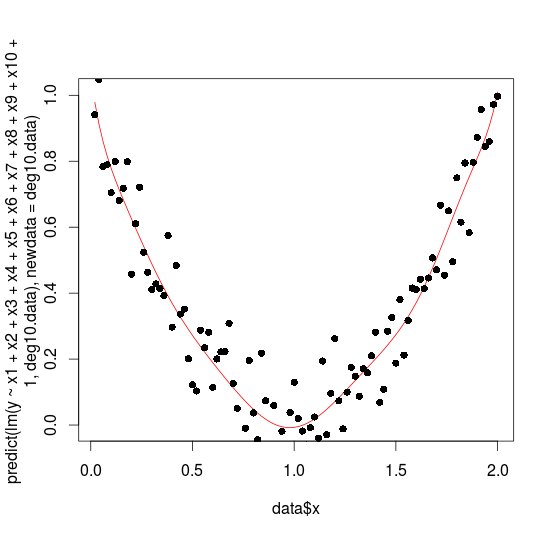 predict(lm(y ~ x1 + x2 + x3 + x4 + x5 + x6 + x7 + x8 + x9 + x10 +
1, deg10.data), newdata = deg10.data)
1.0
0.8
0.6
0.4
0.2
0.0
0.0 0.5 1.0 1.5 2.0
data$x